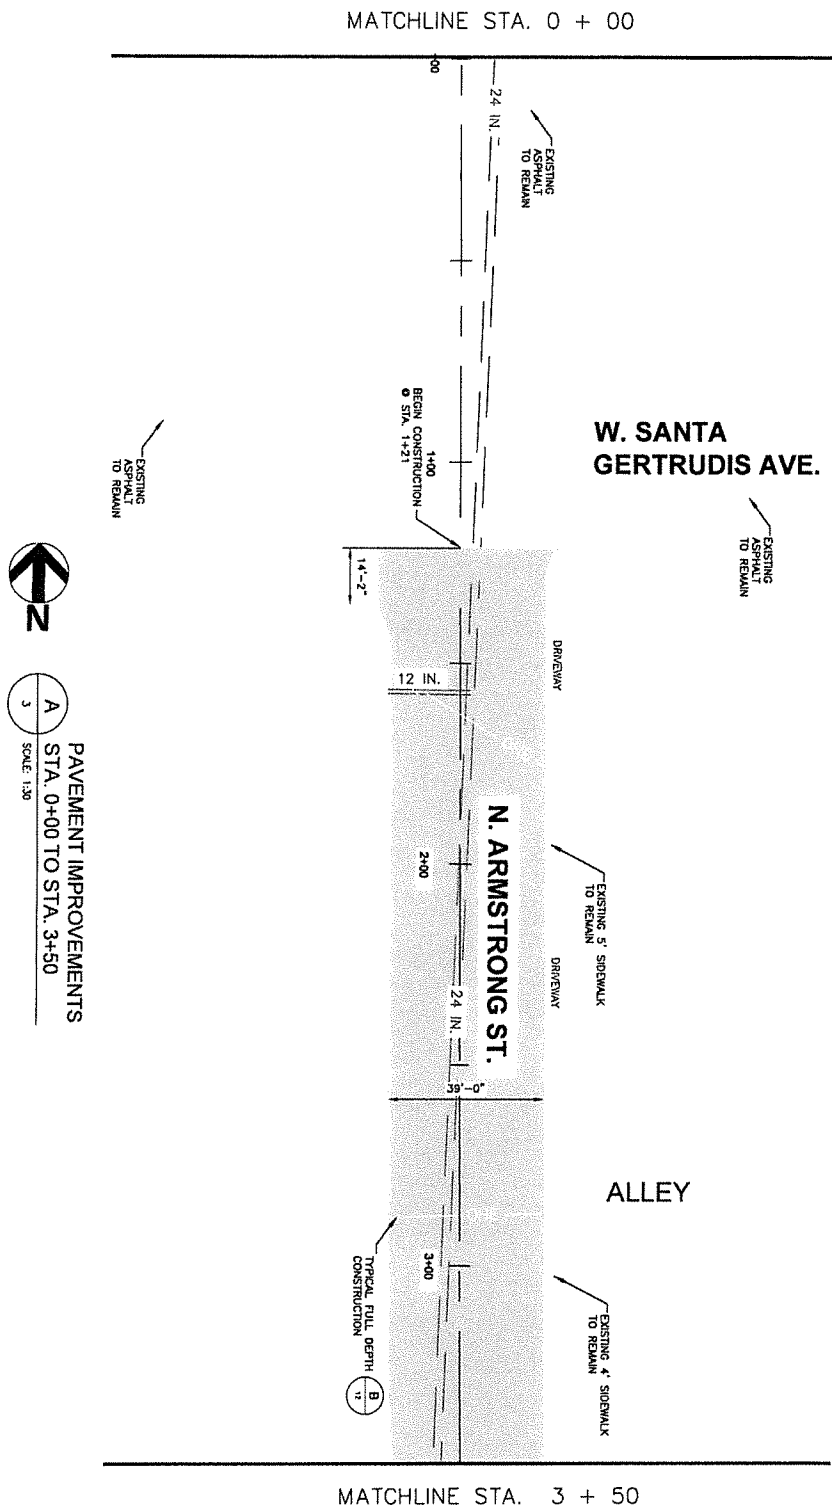 MATCHLINE STA. 0 + 00
24 IN.
EXISTING
ASPHALT
TO REMAIN
W. SANTA
GERTRUDIS AVE.
BEGIN CONSTRUCTION
@ STA. 1+21
1+00
EXISTING
ASPHALT
TO REMAIN
EXISTING
ASPHALT
TO REMAIN
14'-2"
N
DRIVEWAY
12 IN.
A
3
PAVEMENT IMPROVEMENTS
STA. 0+00 TO STA. 3+50
SCALE: 1:30
N. ARMSTRONG ST.
2+00
EXISTING 5' SIDEWALK
TO REMAIN
DRIVEWAY
24 IN.
39'-0"
ALLEY
3+00
TYPICAL FULL DEPTH
CONSTRUCTION
B
12
EXISTING 4' SIDEWALK
TO REMAIN
MATCHLINE STA. 3 + 50